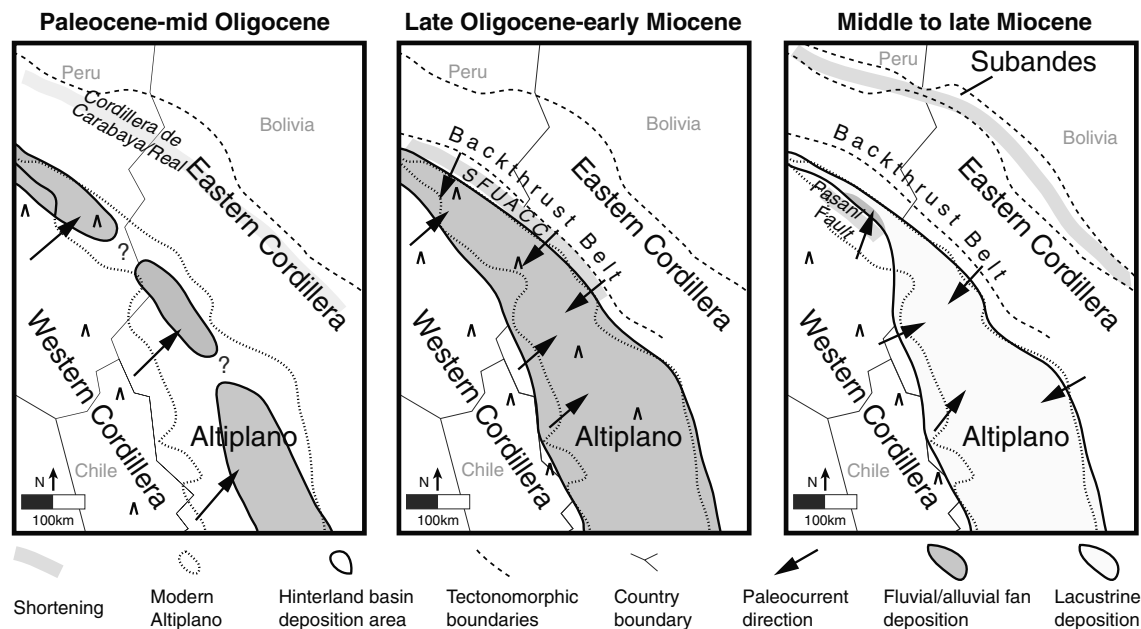 Paleocene-mid Oligocene
Peru
Bolivia
Cordillera de
Carabaya/Real
Eastern Cordillera
?
?
Western Cordillera
Altiplano
Chile
N
100km
Late Oligocene-early Miocene
Peru
Bolivia
Backthrust Belt
SFUACC
Eastern Cordillera
Western Cordillera
Altiplano
Chile
N
100km
Middle to late Miocene
Subandes
Peru
Bolivia
Backthrust Belt
Pasani
Fault
Eastern Cordillera
Western Cordillera
Altiplano
Chile
N
100km
Shortening
Modern
Altiplano
Hinterland basin
deposition area
Tectonomorphic
boundaries
Country
boundary
Paleocurrent
direction
Fluvial/alluvial fan
deposition
Lacustrine
deposition